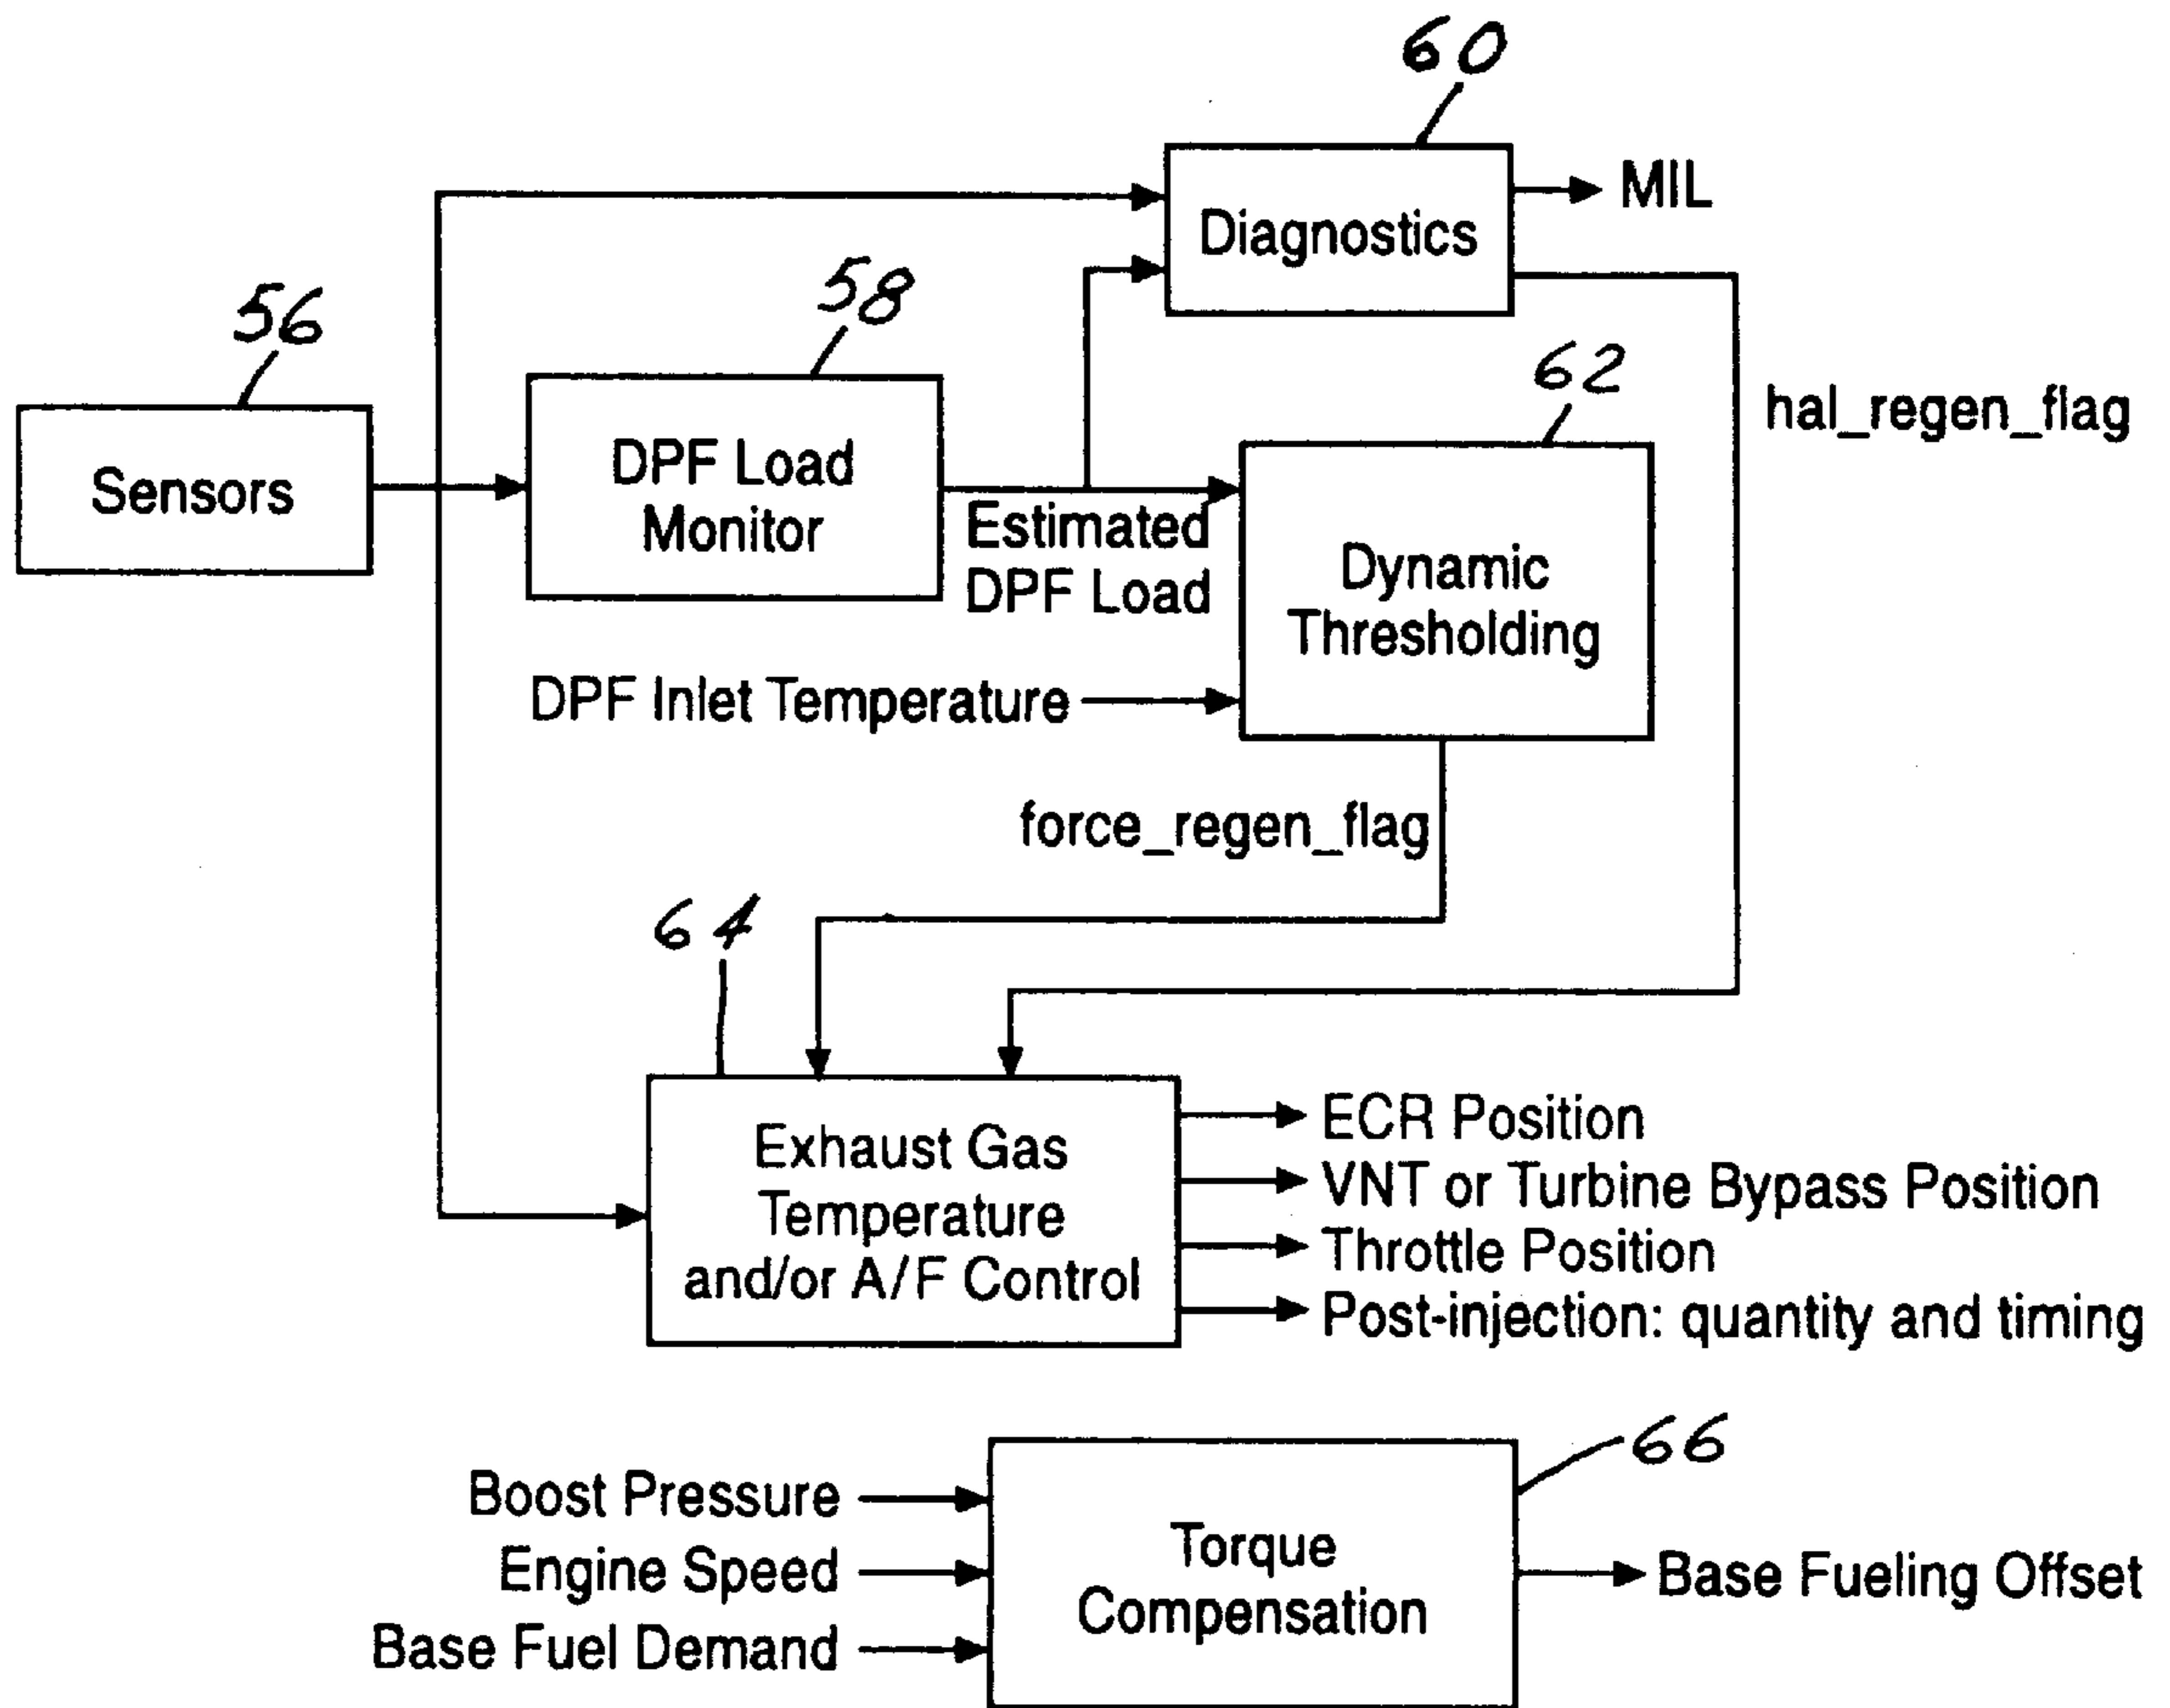 60
MIL
Diagnostics
58
56
62
hal_regen_flag
DPF Load
Monitor
Sensors
Estimated
DPF Load
Dynamic
Thresholding
DPF Inlet Temperature
force_regen_flag
64
Exhaust Gas
Temperature
and/or A/F Control
ECR Position
VNT or Turbine Bypass Position
Throttle Position
Post-injection: quantity and timing
66
Boost Pressure
Engine Speed
Base Fuel Demand
Torque
Compensation
Base Fueling Offset